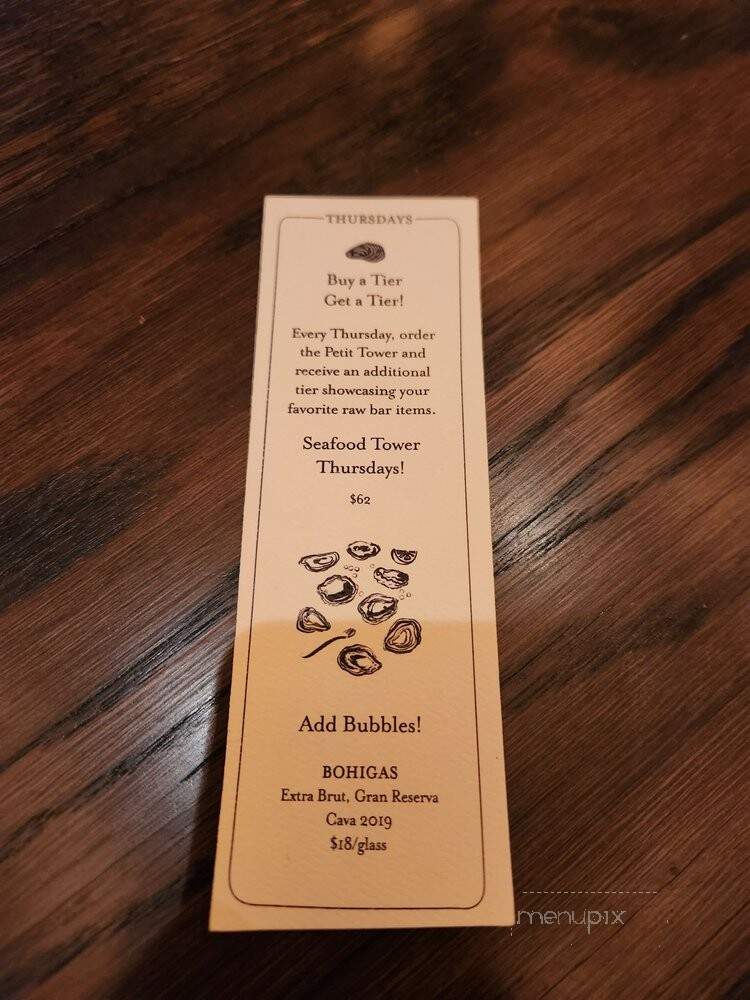 THURSDAYS
Buy a Tier
Get a Tier!
Every Thursday, order
the Petit Tower and
receive an additional
tier showcasing your
favorite raw bar items.
Seafood Tower
Thursdays!
$62
Add Bubbles!
BOHIGAS
Extra Brut, Gran Reserva
Cava 2019
$18/glass
menupix